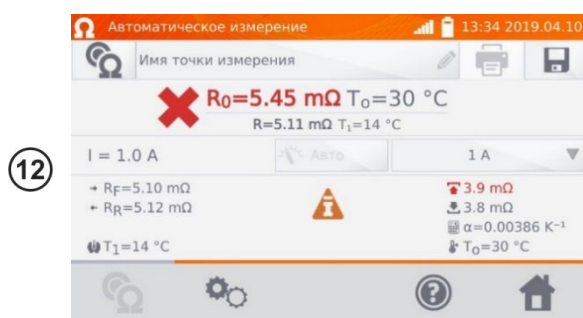 Автоматическое измерение 13:34 2019.04.10
Имя точки измерения
R₀=5.45 mΩ T₀=30 °C
R=5.11 mΩ T₁=14 °C
I = 1.0 A Авто 1 A
12
→ RF=5.10 mΩ 3.9 mΩ
← RR=5.12 mΩ 3.8 mΩ
α=0.00386 K⁻¹
T₁=14 °C T₀=30 °C